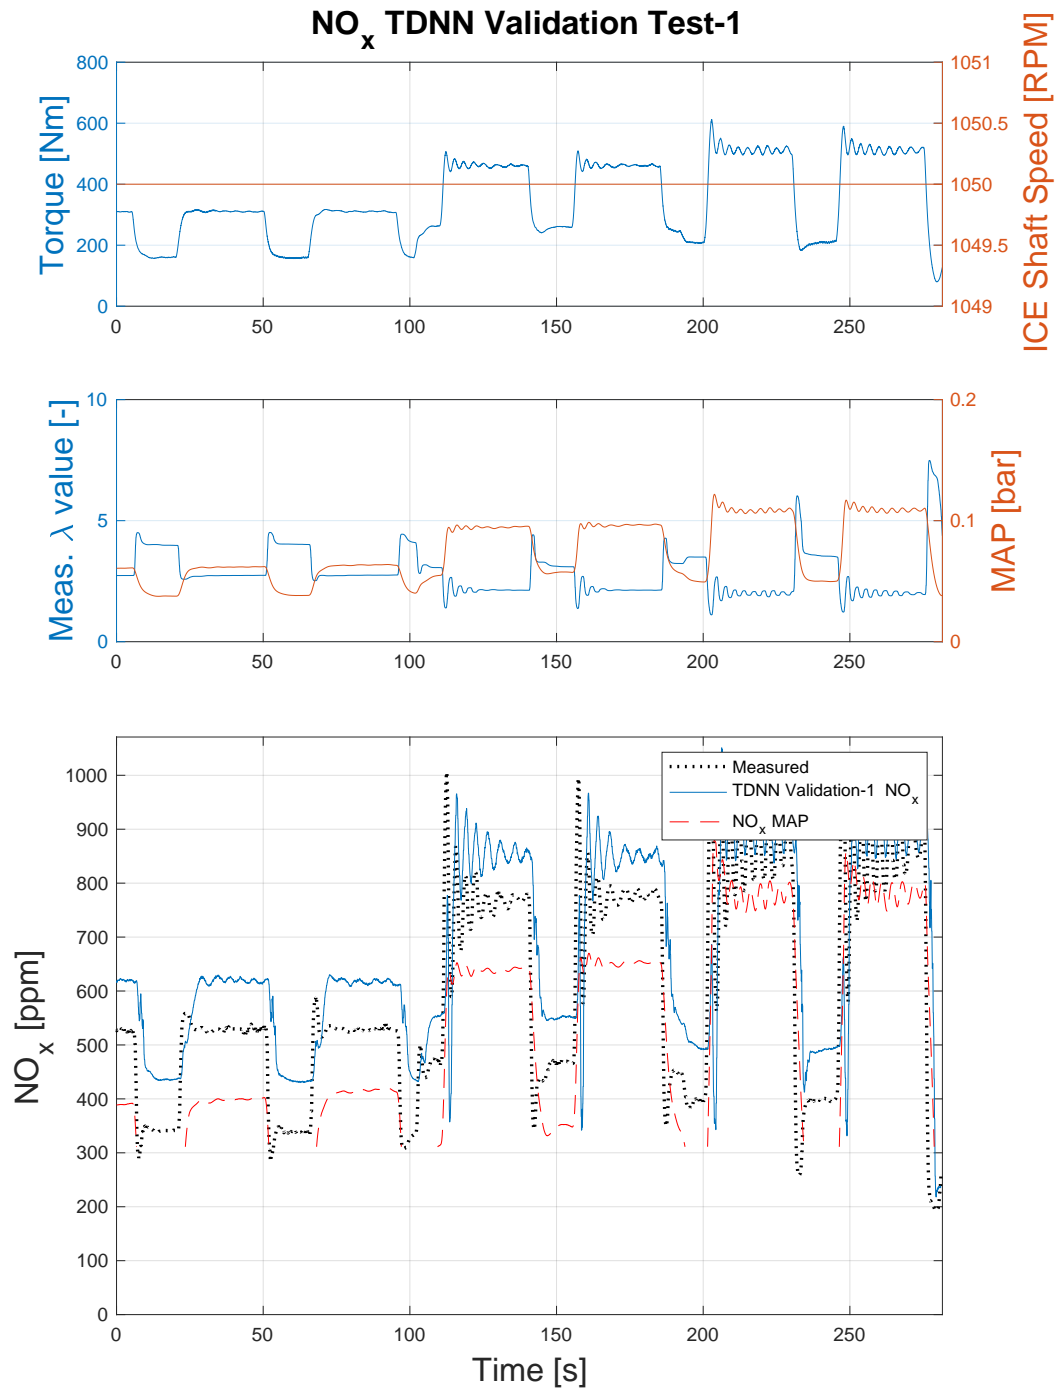 NOx TDNN Validation Test-1
Torque [Nm]
800
600
400
200
0
0 50 100 150 200 250
1051
1050.5
1050
1049.5
1049
ICE Shaft Speed [RPM]
Meas. λ value [-]
10
5
0
0 50 100 150 200 250
0.2
0.1
0
MAP [bar]
NOx [ppm]
1000
900
800
700
600
500
400
300
200
100
0
Measured
TDNN Validation-1 NOx
NOx MAP
0 50 100 150 200 250
Time [s]